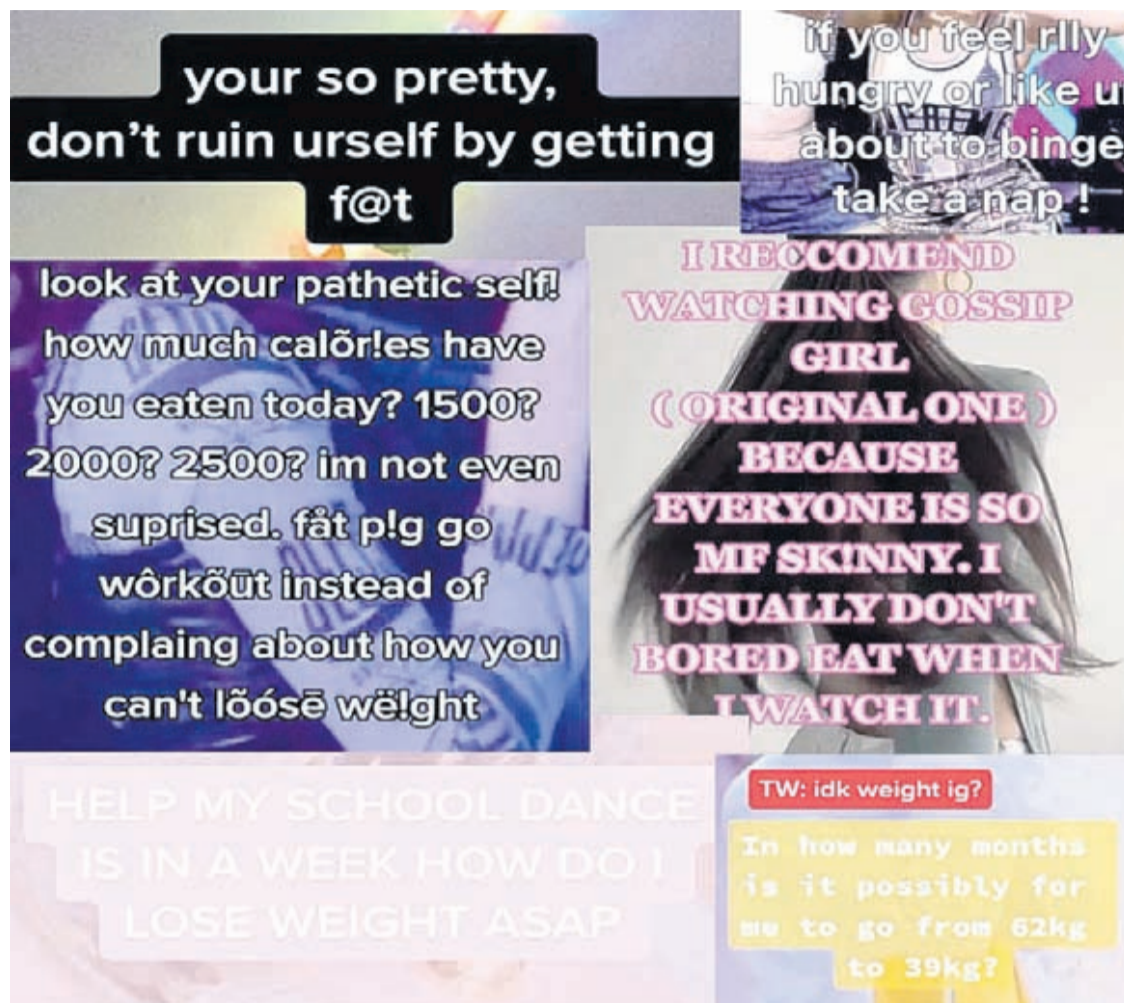 your so pretty,
don't ruin urself by getting
f@t
if you feel rlly
hungry or like u
about to binge
take a nap !
look at your pathetic self!
how much calõr!es have
you eaten today? 1500?
2000? 2500? im not even
suprised. fåt p!g go
wôrkõūt instead of
complaing about how you
can't lõósē wë!ght
I RECCOMEND
WATCHING GOSSIP
GIRL
( ORIGINAL ONE )
BECAUSE
EVERYONE IS SO
MF SK!NNY. I
USUALLY DON'T
BORED EAT WHEN
I WATCH IT.
HELP MY SCHOOL DANCE
IS IN A WEEK HOW DO I
LOSE WEIGHT ASAP
TW: idk weight ig?
In how many months
is it possibly for
me to go from 62kg
to 39kg?